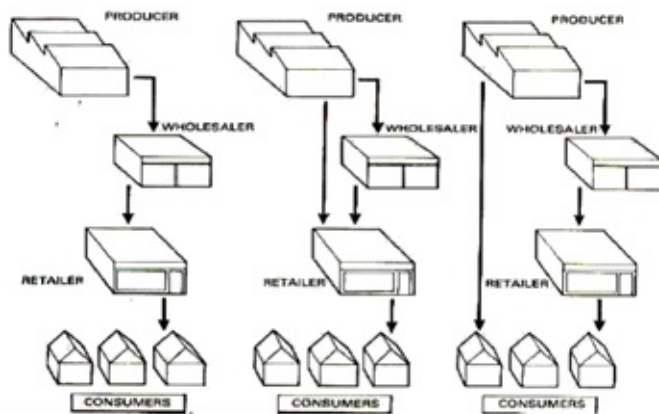 PRODUCER
WHOLESALER
RETAILER
CONSUMERS
PRODUCER
WHOLESALER
RETAILER
CONSUMERS
PRODUCER
WHOLESALER
RETAILER
CONSUMERS